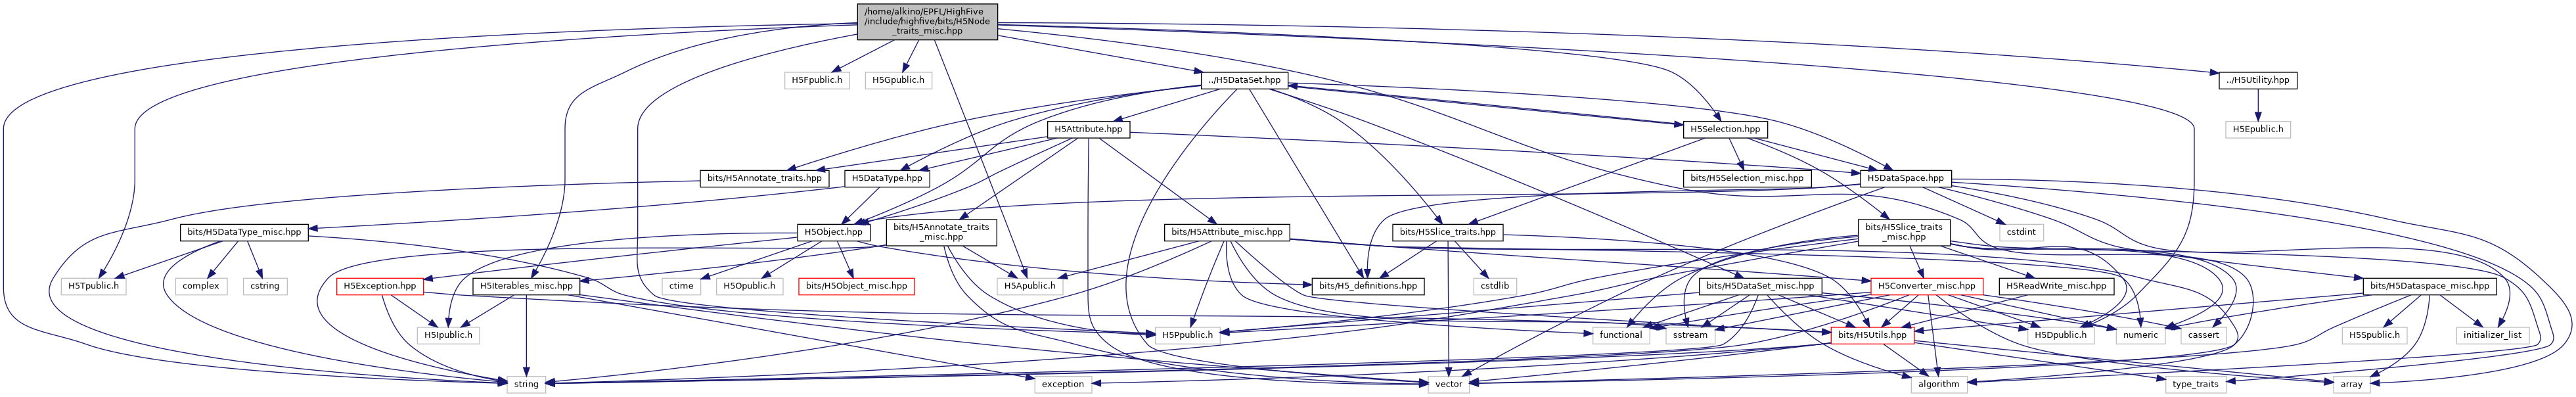 /home/alkino/EPFL/HighFive
/include/highfive/bits/H5Node
_traits_misc.hpp
H5Fpublic.h
H5Gpublic.h
../H5DataSet.hpp
../H5Utility.hpp
H5Attribute.hpp
H5Selection.hpp
H5Epublic.h
bits/H5Annotate_traits.hpp
H5DataType.hpp
bits/H5Selection_misc.hpp
H5DataSpace.hpp
bits/H5DataType_misc.hpp
H5Object.hpp
bits/H5Annotate_traits
_misc.hpp
bits/H5Attribute_misc.hpp
bits/H5Slice_traits.hpp
bits/H5Slice_traits
_misc.hpp
cstdint
H5Tpublic.h
complex
cstring
H5Exception.hpp
H5Iterables_misc.hpp
ctime
H5Opublic.h
bits/H5Object_misc.hpp
H5Apublic.h
bits/H5_definitions.hpp
cstdlib
bits/H5DataSet_misc.hpp
H5Converter_misc.hpp
H5ReadWrite_misc.hpp
bits/H5Dataspace_misc.hpp
H5Ipublic.h
H5Ppublic.h
functional
sstream
bits/H5Utils.hpp
H5Dpublic.h
numeric
cassert
H5Spublic.h
initializer_list
string
exception
vector
algorithm
type_traits
array